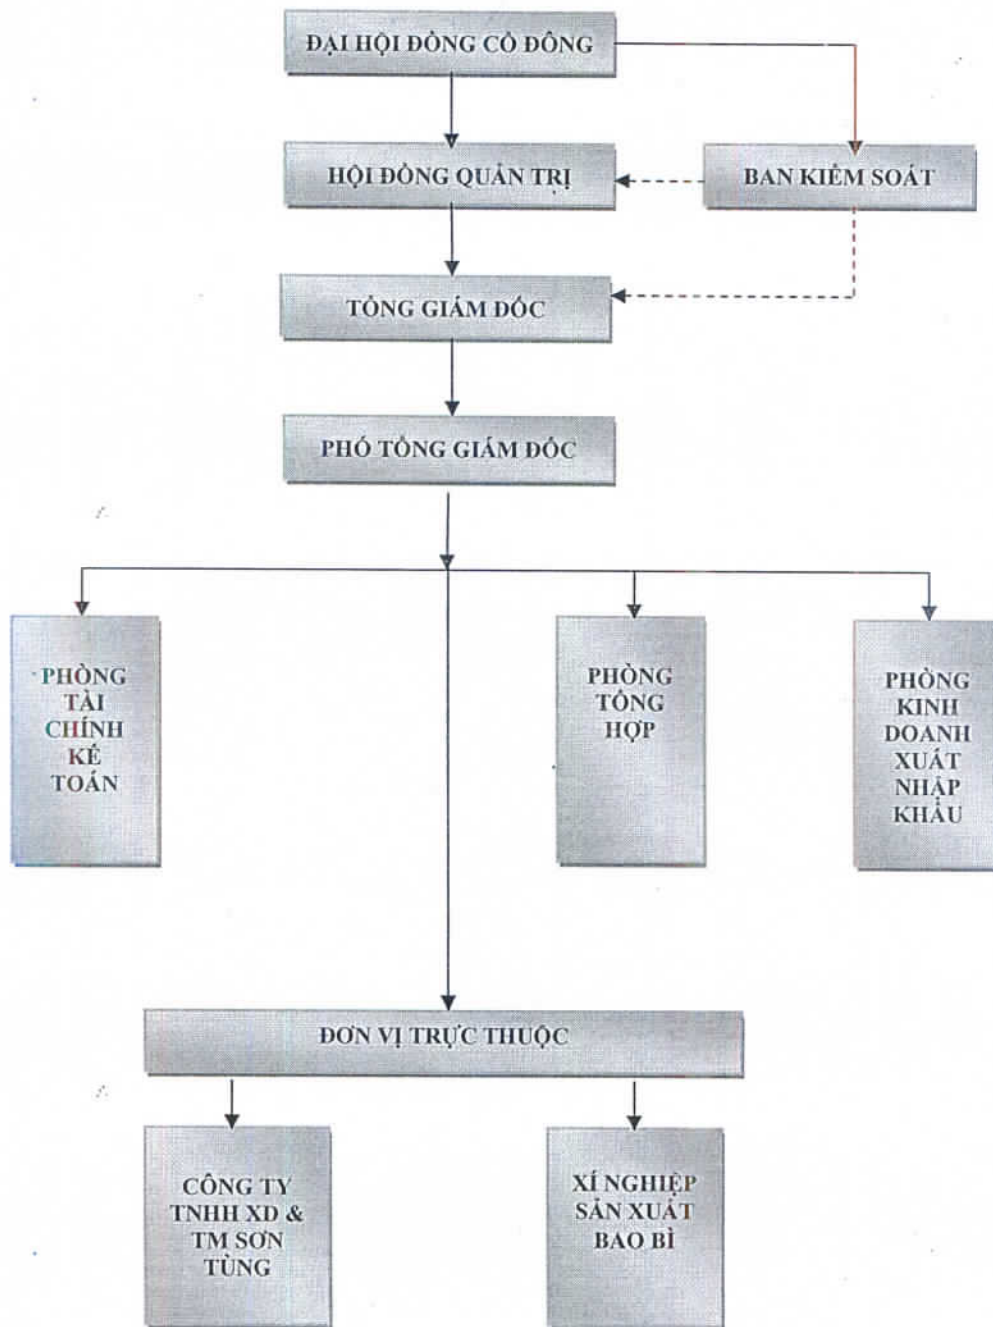 ĐẠI HỘI ĐỒNG CỔ ĐÔNG
HỘI ĐỒNG QUẢN TRỊ
BAN KIỂM SOÁT
TỔNG GIÁM ĐỐC
PHÓ TỔNG GIÁM ĐỐC
PHÒNG
TÀI
CHÍNH
KẾ
TOÁN
PHÒNG
TỔNG
HỢP
PHÒNG
KINH
DOANH
XUẤT
NHẬP
KHẨU
ĐƠN VỊ TRỰC THUỘC
CÔNG TY
TNHH XD &
TM SƠN
TÙNG
XÍ NGHIỆP
SẢN XUẤT
BAO BÌ